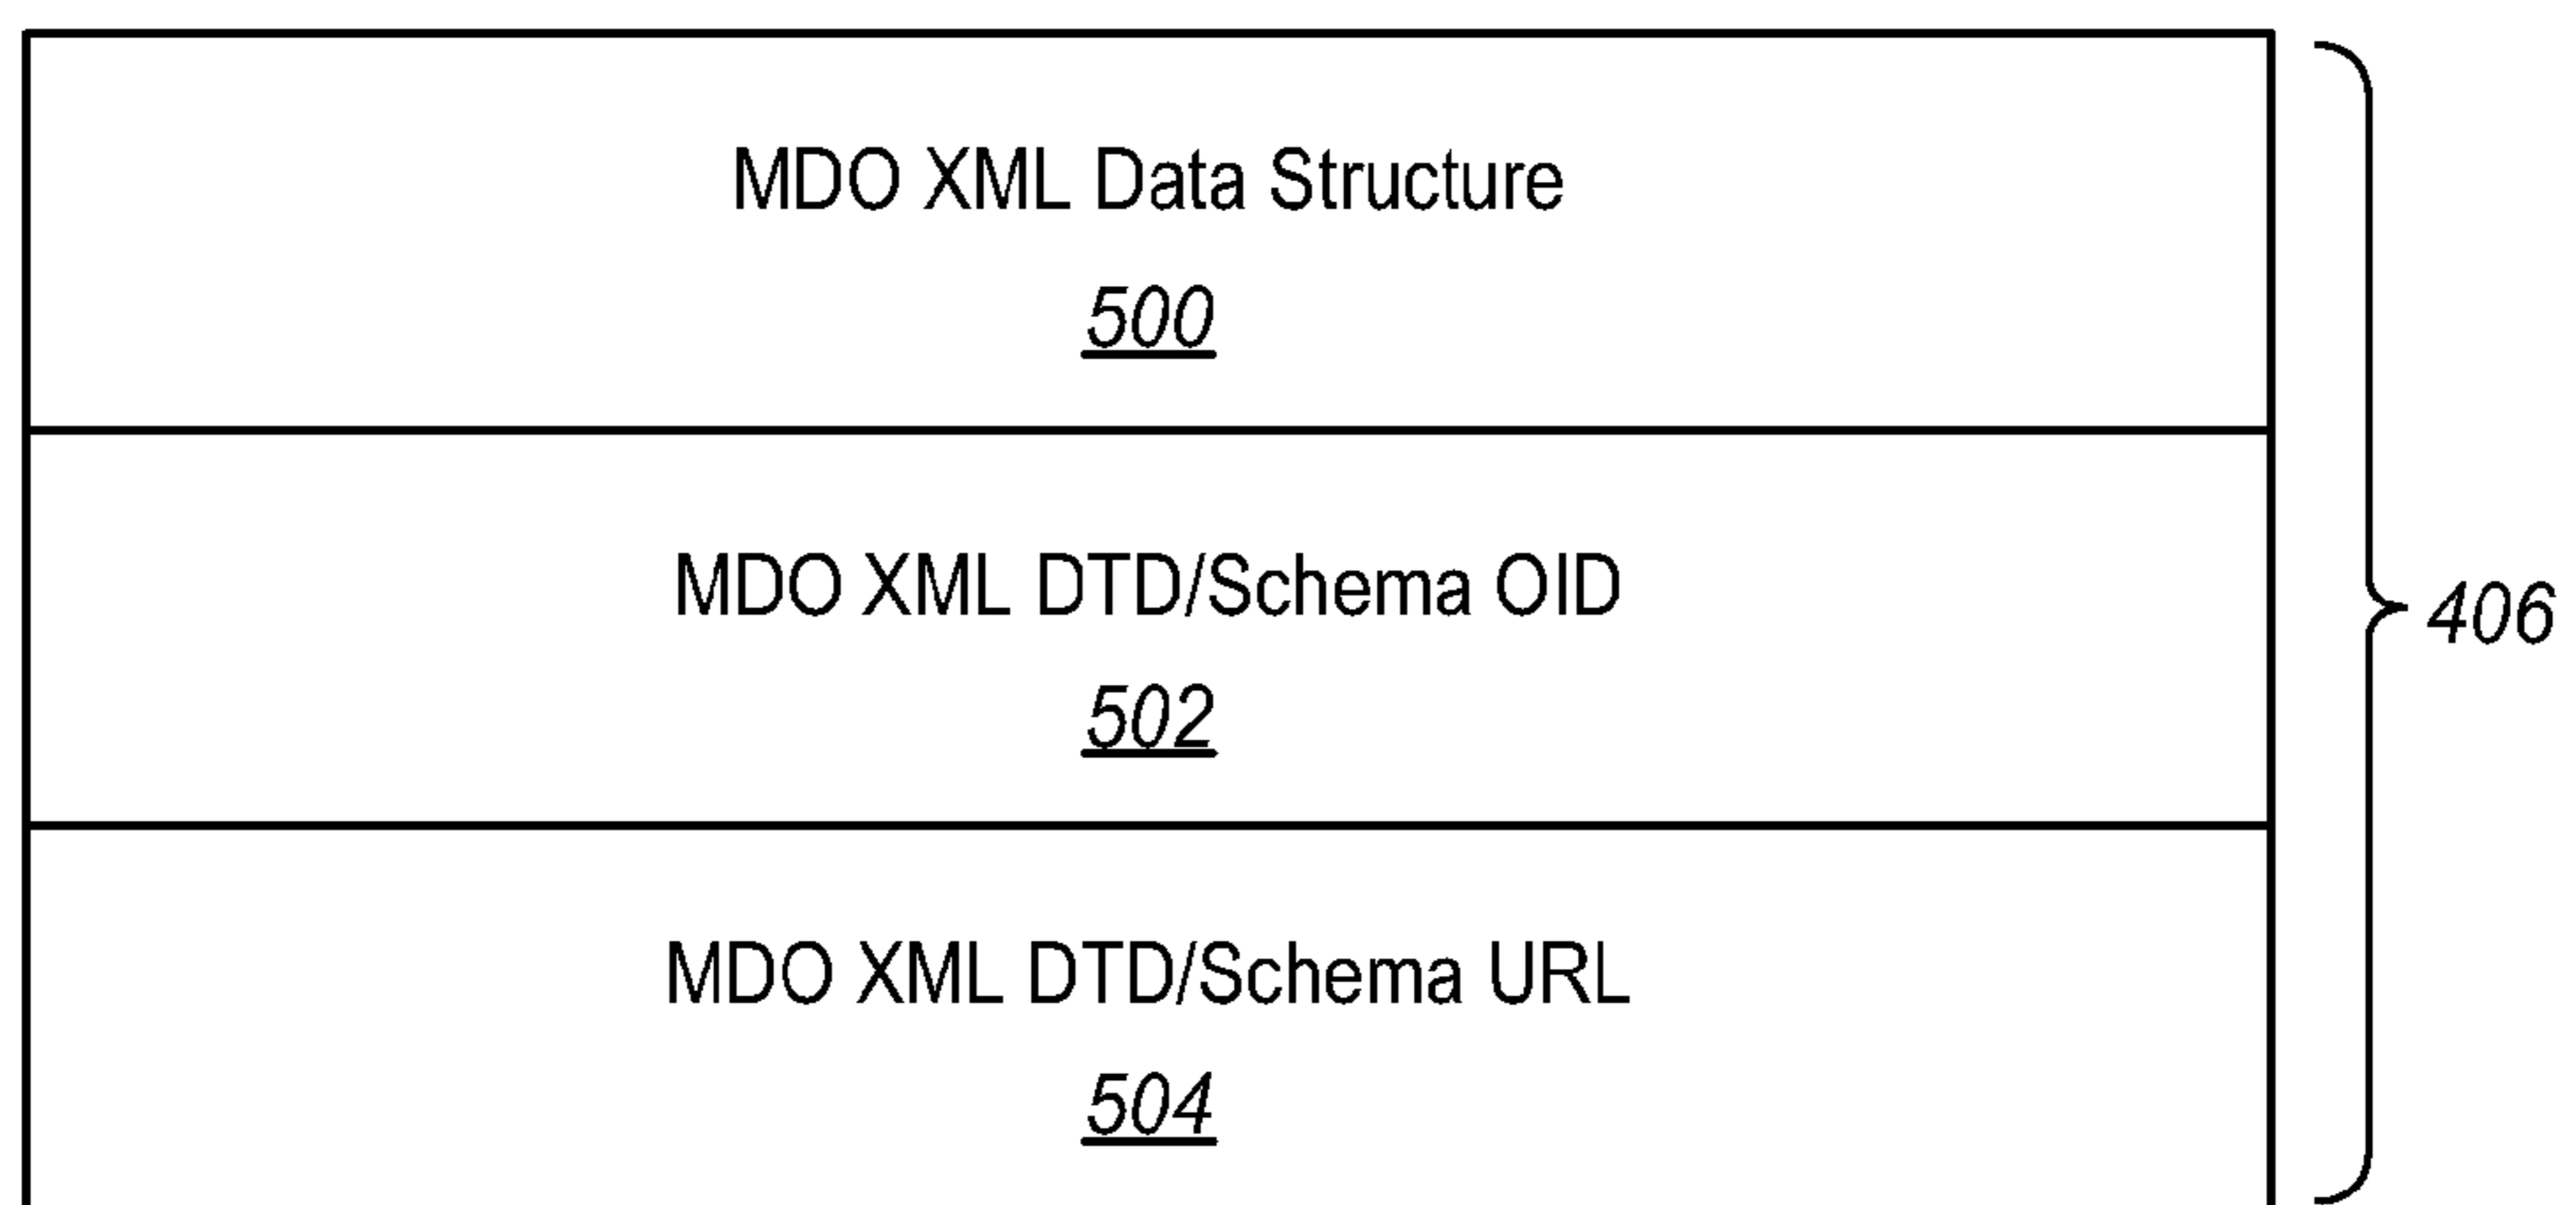 MDO XML Data Structure
500
MDO XML DTD/Schema OID
502
406
MDO XML DTD/Schema URL
504